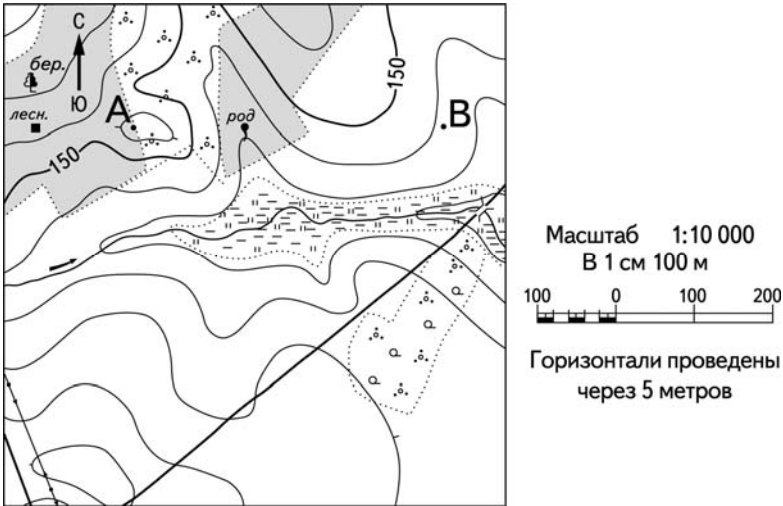 С
бер.
Ю
лесн.
А
род
150
В
150
Масштаб 1:10 000
В 1 см 100 м
100 0 100 200
Горизонтали проведены
через 5 метров